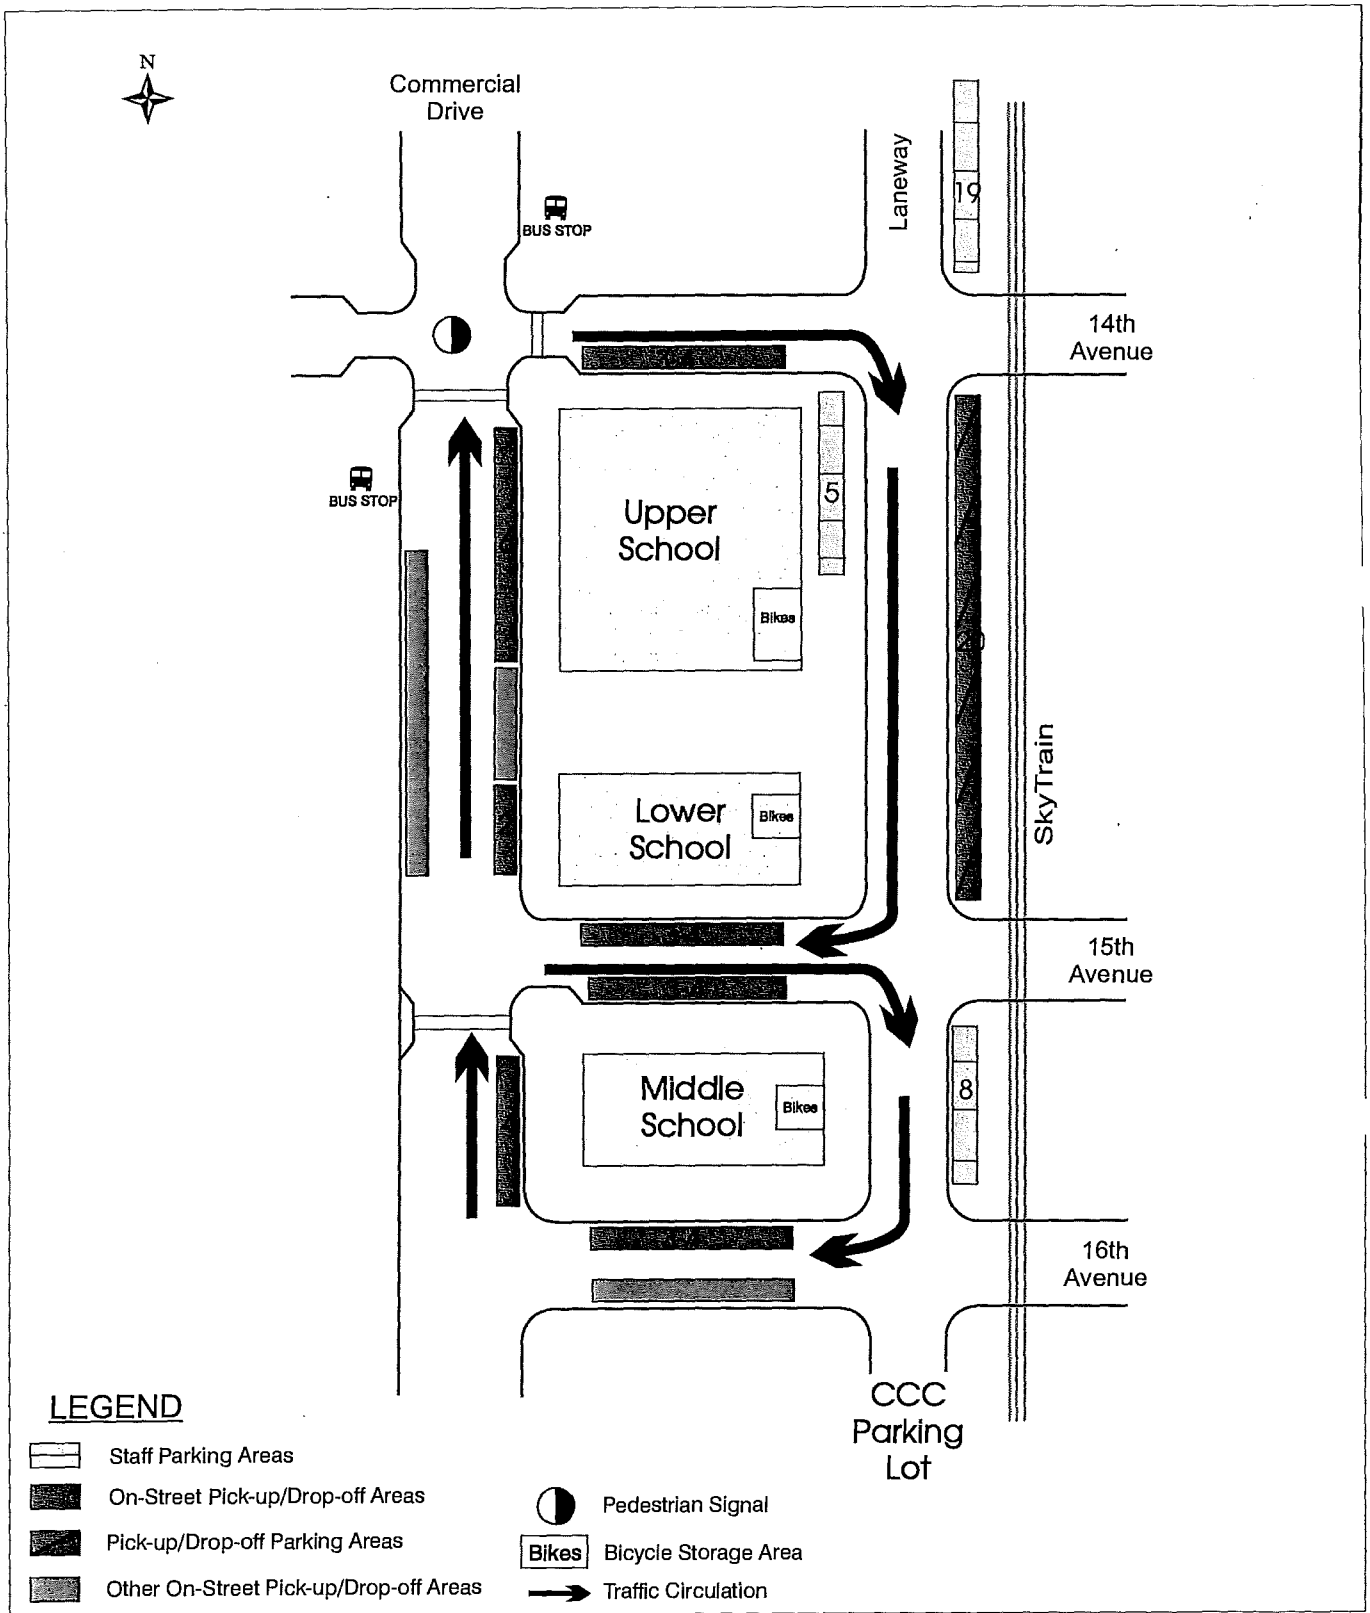 N
Commercial
Drive
Laneway
19
BUS STOP
14th
Avenue
BUS STOP
Upper
School
5
Bikes
SkyTrain
Lower
School
Bikes
15th
Avenue
Middle
School
Bikes
8
16th
Avenue
CCC
Parking
Lot
LEGEND
Staff Parking Areas
On-Street Pick-up/Drop-off Areas
Pick-up/Drop-off Parking Areas
Other On-Street Pick-up/Drop-off Areas
Pedestrian Signal
Bikes Bicycle Storage Area
Traffic Circulation